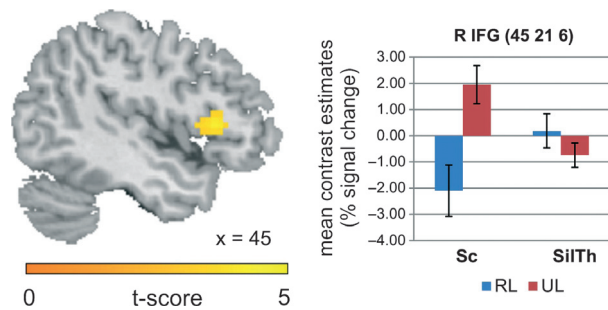 x = 45
0 t-score 5
R IFG (45 21 6)
mean contrast estimates
(% signal change)
3.00
2.00
1.00
0.00
−1.00
−2.00
−3.00
−4.00
Sc SilTh
RL UL